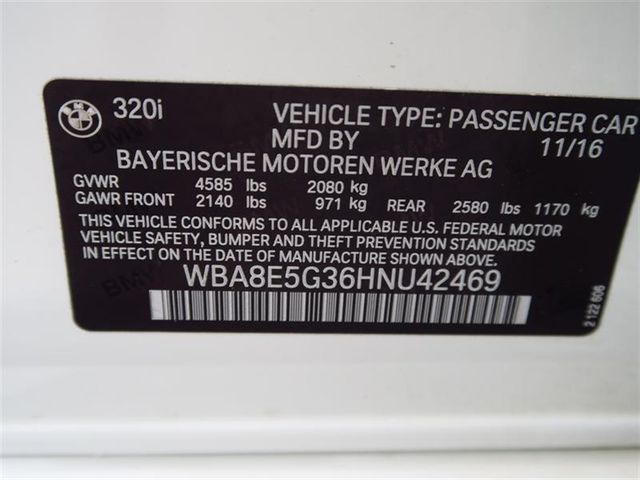 BMW 320i VEHICLE TYPE: PASSENGER CAR
MFD BY 11/16
BAYERISCHE MOTOREN WERKE AG
GVWR 4585 lbs 2080 kg
GAWR FRONT 2140 lbs 971 kg REAR 2580 lbs 1170 kg
THIS VEHICLE CONFORMS TO ALL APPLICABLE U.S. FEDERAL MOTOR
VEHICLE SAFETY, BUMPER AND THEFT PREVENTION STANDARDS
IN EFFECT ON THE DATE OF MANUFACTURE SHOWN ABOVE.
WBA8E5G36HNU42469
2 122 606